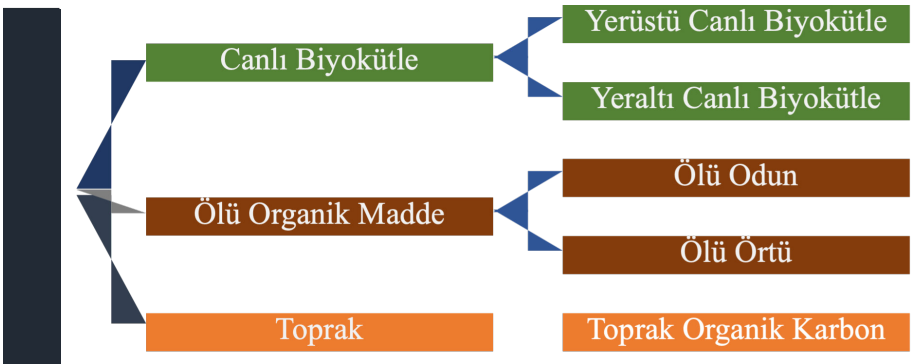 Yerüstü Canlı Biyokütle
Canlı Biyokütle
Yeraltı Canlı Biyokütle
Ölü Odun
Ölü Organik Madde
Ölü Örtü
Toprak
Toprak Organik Karbon